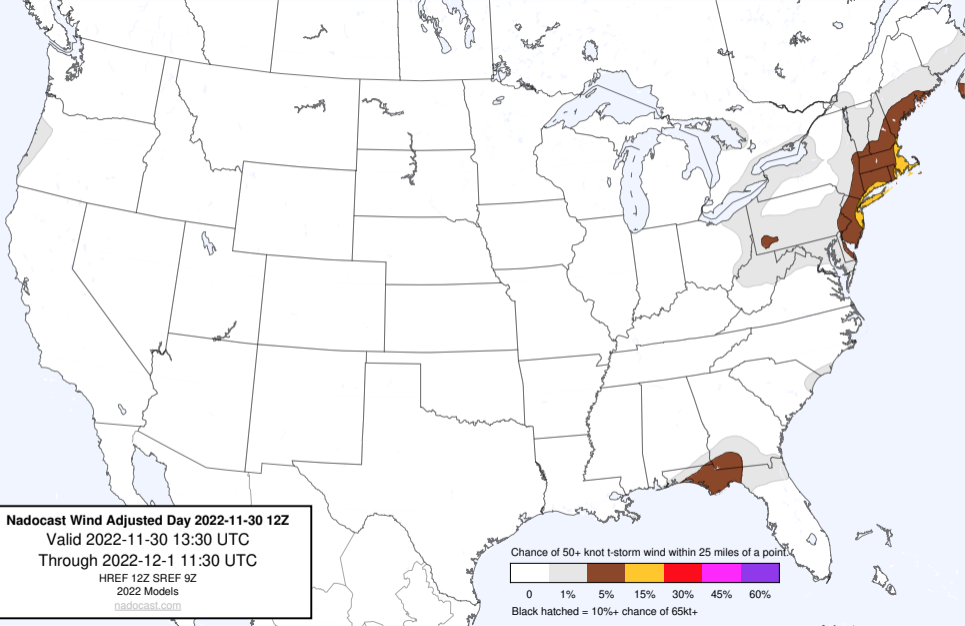 Nadocast Wind Adjusted Day 2022-11-30 12Z
Valid 2022-11-30 13:30 UTC
Through 2022-12-1 11:30 UTC
HREF 12Z SREF 9Z
2022 Models
nadocast.com
Chance of 50+ knot t-storm wind within 25 miles of a point.
0 1% 5% 15% 30% 45% 60%
Black hatched = 10%+ chance of 65kt+